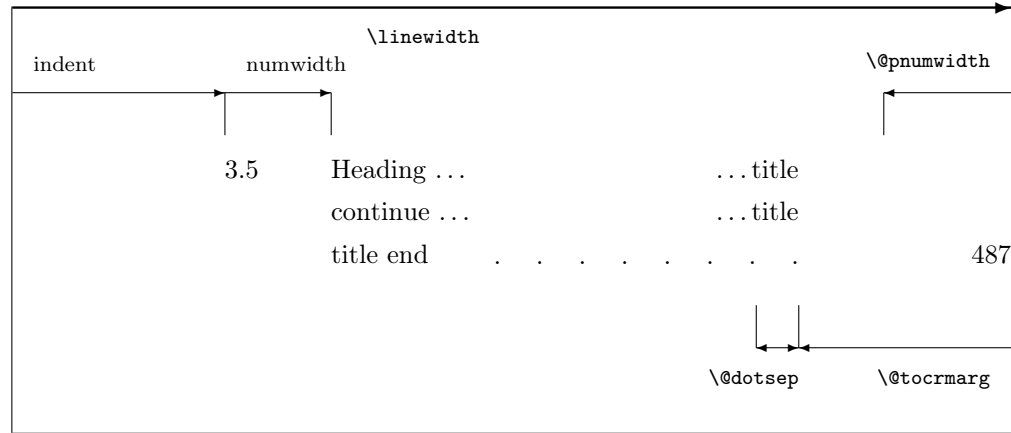 \linewidth
indent numwidth \@pnumwidth
3.5 Heading ... ...title
continue ... ...title
title end . . . . . . . . 487
\@dotsep \@tocrmarg